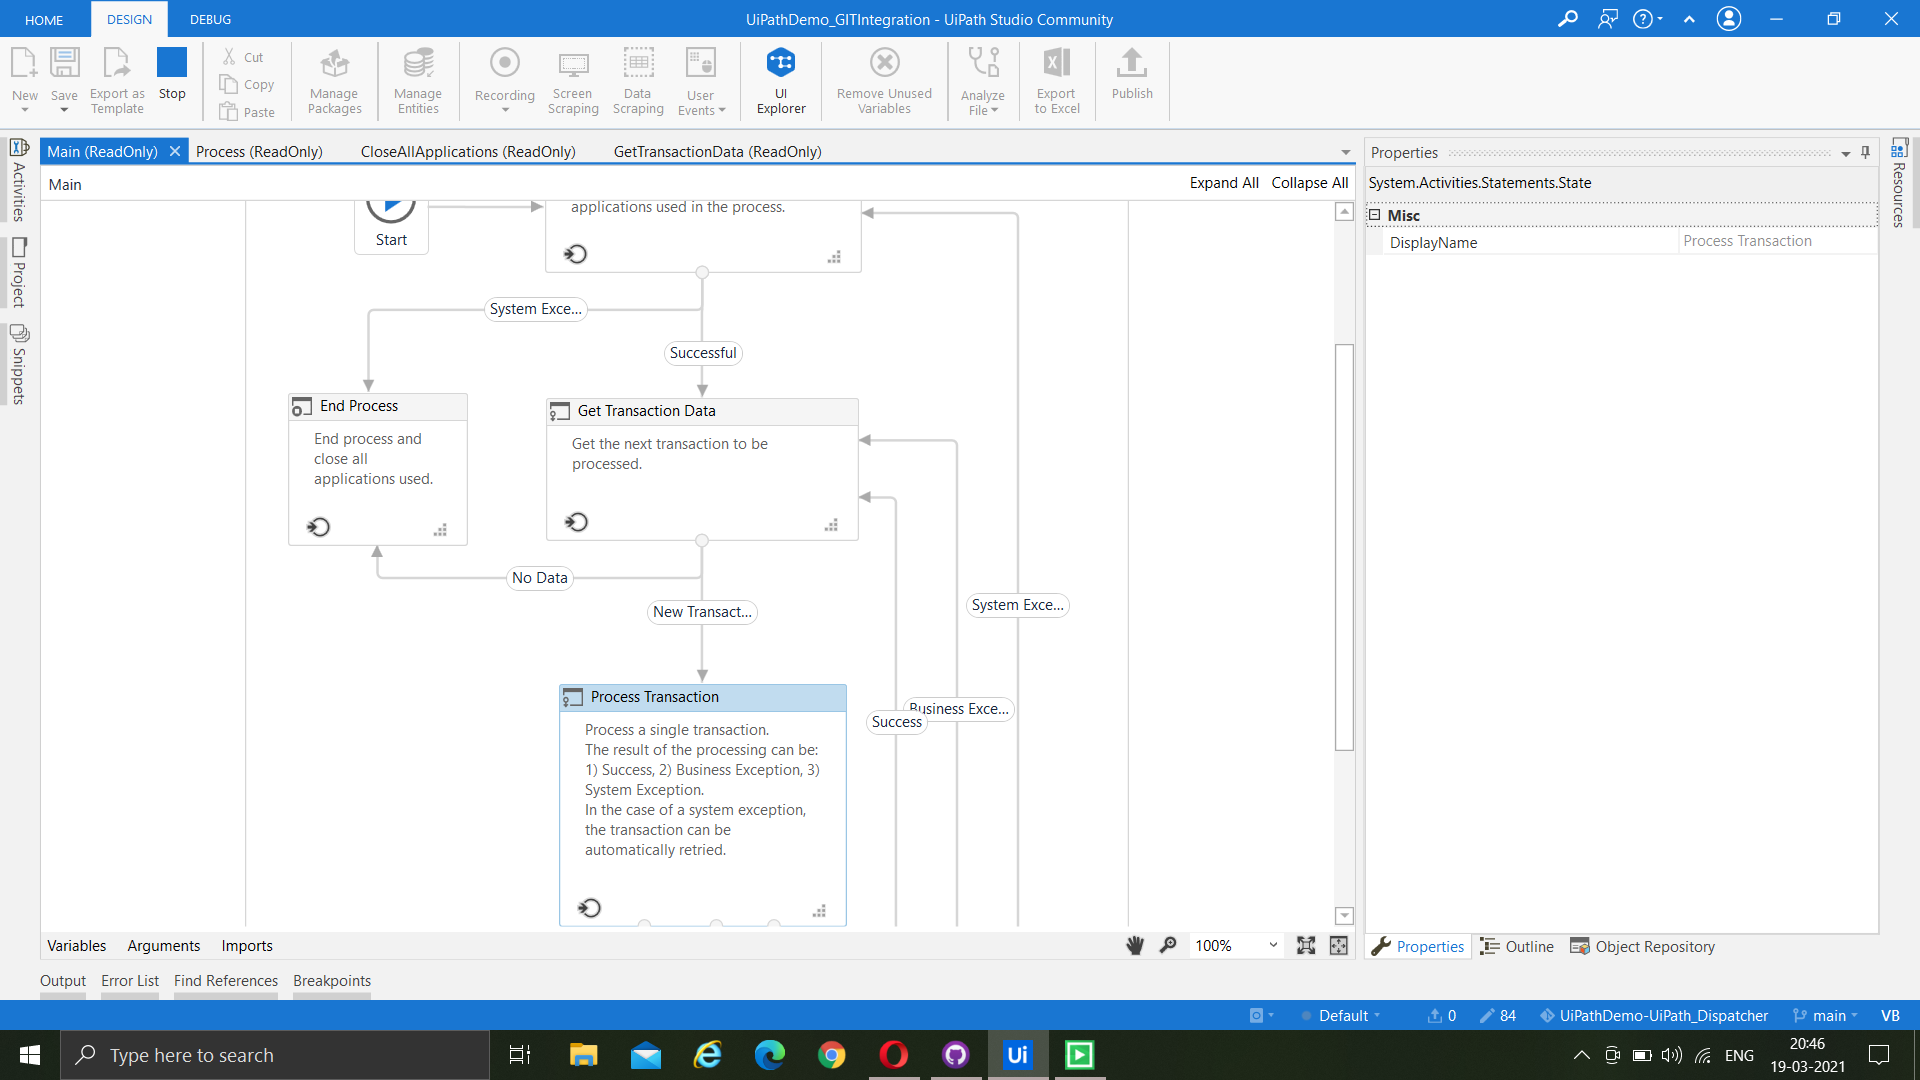 HOME
DESIGN
DEBUG
UiPathDemo_GITIntegration - UiPath Studio Community
New
Save
Export as
Template
Stop
Cut
Copy
Paste
Manage
Packages
Manage
Entities
Recording
Screen
Scraping
Data
Scraping
User
Events
UI
Explorer
Remove Unused
Variables
Analyze
File
Export
to Excel
Publish
Activities
Project
Snippets
Main (ReadOnly)
Process (ReadOnly)
CloseAllApplications (ReadOnly)
GetTransactionData (ReadOnly)
Main
Expand All
Collapse All
Start
applications used in the process.
System Exce...
Successful
End Process
End process and
close all
applications used.
Get Transaction Data
Get the next transaction to be
processed.
No Data
New Transact...
System Exce...
Business Exce...
Success
Process Transaction
Process a single transaction.
The result of the processing can be:
1) Success, 2) Business Exception, 3)
System Exception.
In the case of a system exception,
the transaction can be
automatically retried.
Properties
System.Activities.Statements.State
Misc
DisplayName
Process Transaction
Resources
Variables
Arguments
Imports
100%
Properties
Outline
Object Repository
Output
Error List
Find References
Breakpoints
Default
0
84
UiPathDemo-UiPath_Dispatcher
main
VB
Type here to search
Ui
ENG
20:46
19-03-2021